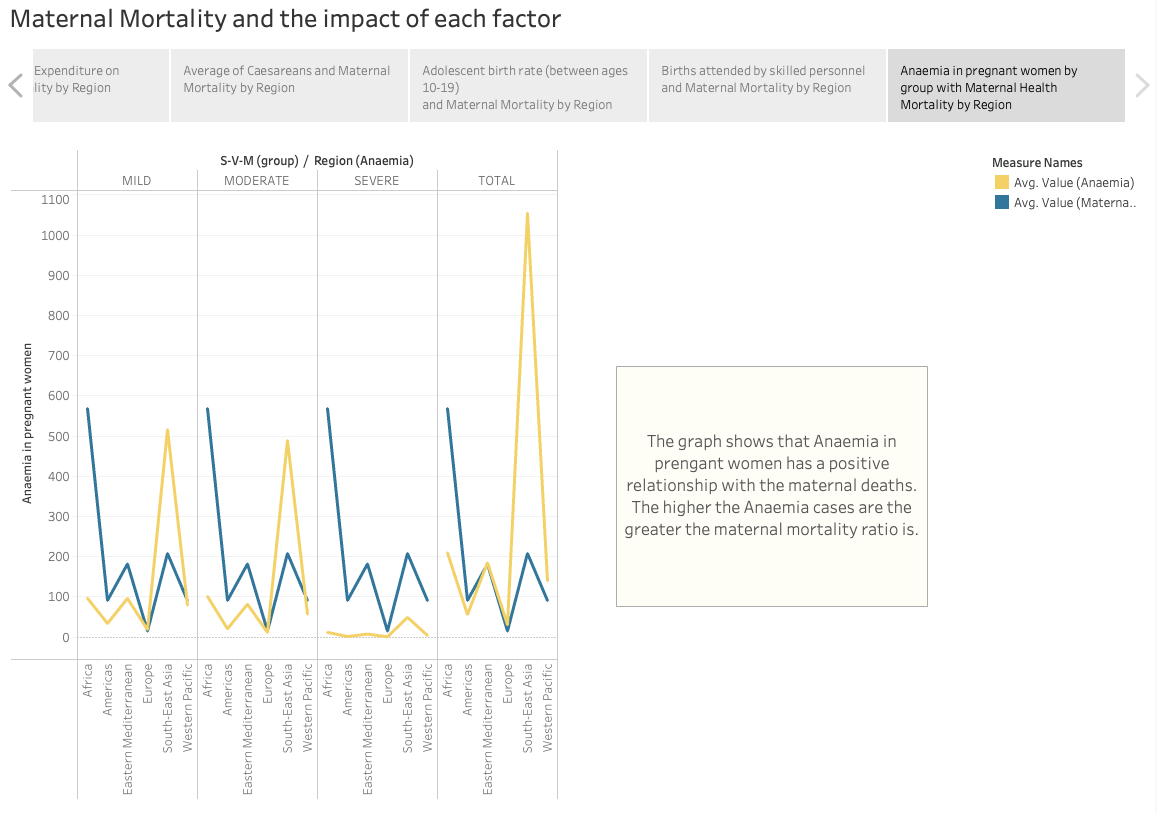 Maternal Mortality and the impact of each factor
Expenditure on
lity by Region
Average of Caesareans and Maternal
Mortality by Region
Adolescent birth rate (between ages
10-19)
and Maternal Mortality by Region
Births attended by skilled personnel
and Maternal Mortality by Region
Anaemia in pregnant women by
group with Maternal Health
Mortality by Region
S-V-M (group) / Region (Anaemia)
MILD MODERATE SEVERE TOTAL
1100
1000
900
800
700
600
500
400
300
200
100
0
Anaemia in pregnant women
Africa
Americas
Eastern Mediterranean
Europe
South-East Asia
Western Pacific
Africa
Americas
Eastern Mediterranean
Europe
South-East Asia
Western Pacific
Africa
Americas
Eastern Mediterranean
Europe
South-East Asia
Western Pacific
Africa
Americas
Eastern Mediterranean
Europe
South-East Asia
Western Pacific
Measure Names
Avg. Value (Anaemia)
Avg. Value (Materna..
The graph shows that Anaemia in
prengant women has a positive
relationship with the maternal deaths.
The higher the Anaemia cases are the
greater the maternal mortality ratio is.